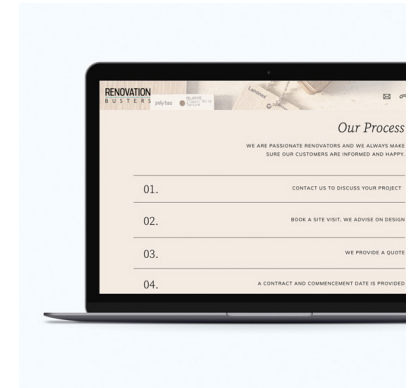 RENOVATION
BUSTERS
Our Process
WE ARE PASSIONATE RENOVATORS AND WE ALWAYS MAKE
SURE OUR CUSTOMERS ARE INFORMED AND HAPPY.
01. CONTACT US TO DISCUSS YOUR PROJECT
02. BOOK A SITE VISIT. WE ADVISE ON DESIGN
03. WE PROVIDE A QUOTE
04. A CONTRACT AND COMMENCEMENT DATE IS PROVIDED